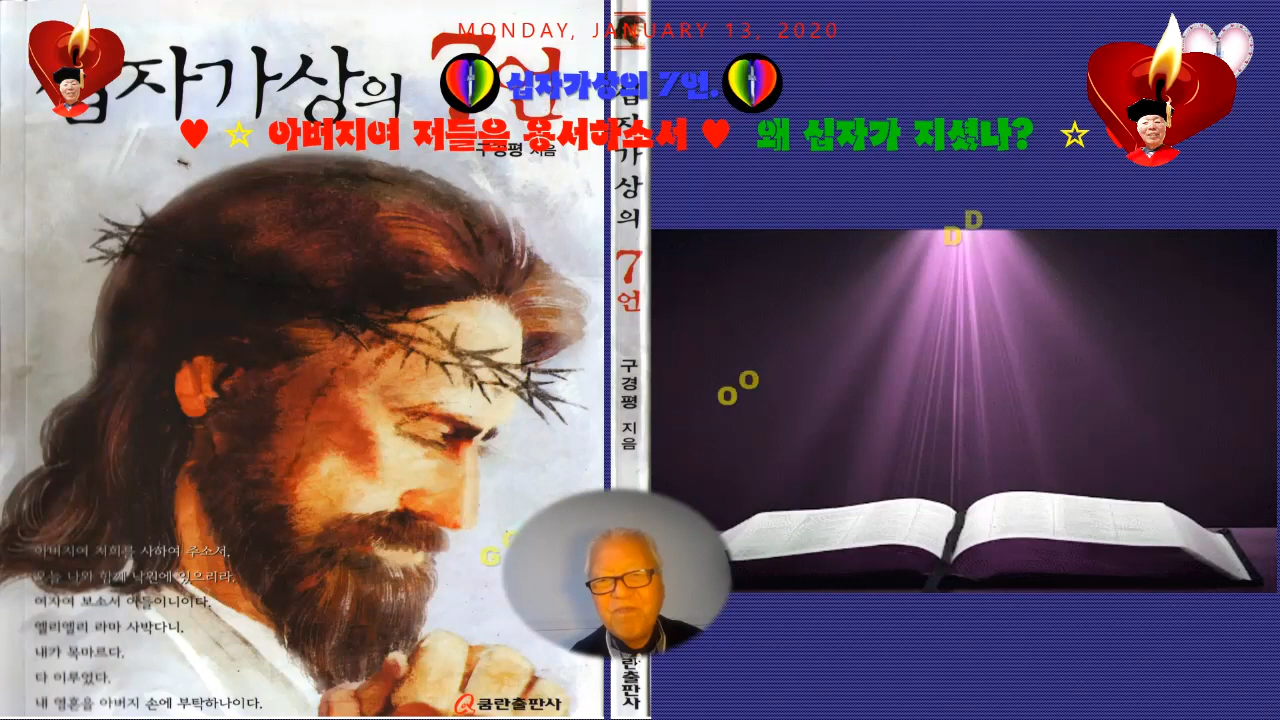 MONDAY, JANUARY 13, 2020
십자가상의 7언
십자가상의 7언.
♥ ☆ 아버지여 저들을 용서하소서 ♥ 왜 십자가 지셨나? ☆
구경평 지음
십자가상의 7언 구경평 지음
D D
O O
G
아버지여 저희를 사하여 주소서.
오늘 나와 함께 낙원에 있으리라.
여자여 보소서 아들이니이다.
엘리엘리 라마 사박다니.
내가 목마르다.
다 이루었다.
내 영혼을 아버지 손에 부탁하나이다.
쿰란출판사
란출판사